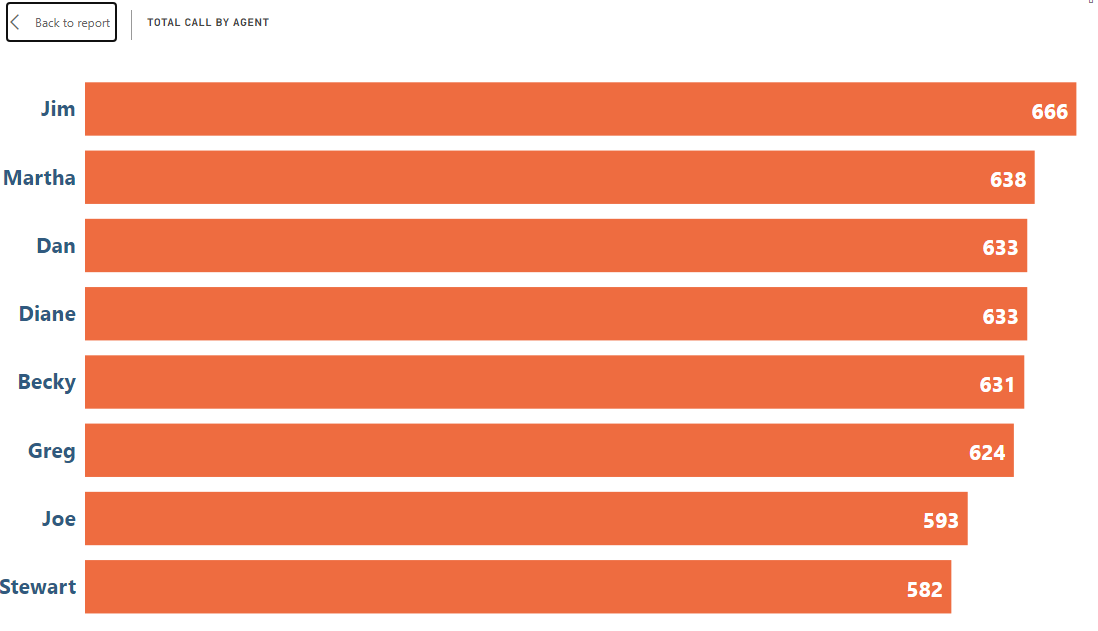 Back to report
TOTAL CALL BY AGENT
Jim 666
Martha 638
Dan 633
Diane 633
Becky 631
Greg 624
Joe 593
Stewart 582